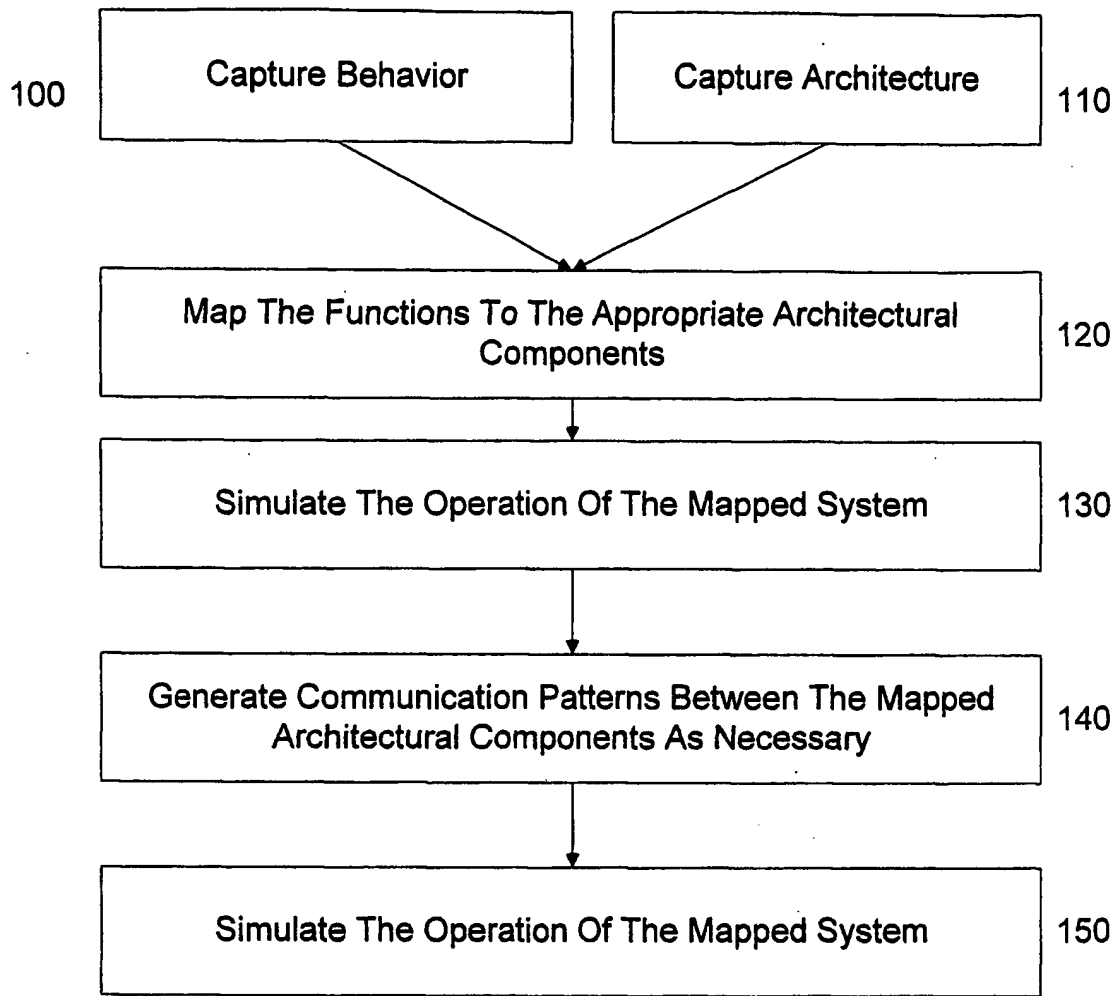 100
Capture Behavior
Capture Architecture
110
Map The Functions To The Appropriate Architectural
Components
120
Simulate The Operation Of The Mapped System
130
Generate Communication Patterns Between The Mapped
Architectural Components As Necessary
140
Simulate The Operation Of The Mapped System
150